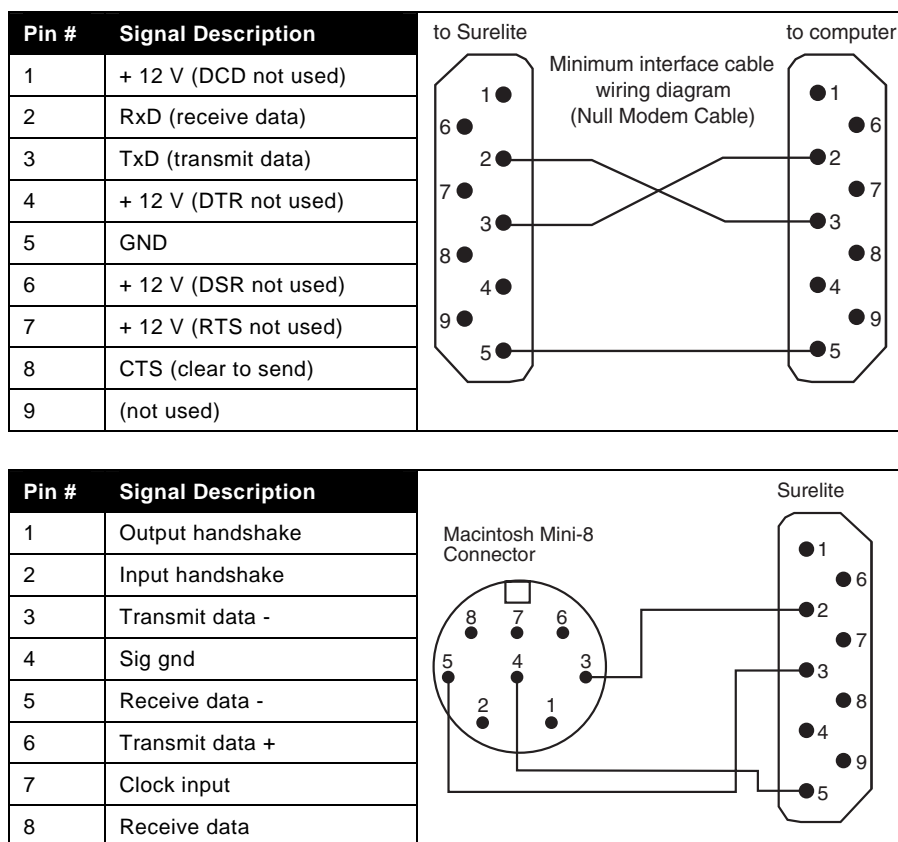 Pin # Signal Description
1 + 12 V (DCD not used)
2 RxD (receive data)
3 TxD (transmit data)
4 + 12 V (DTR not used)
5 GND
6 + 12 V (DSR not used)
7 + 12 V (RTS not used)
8 CTS (clear to send)
9 (not used)
to Surelite
to computer
Minimum interface cable
wiring diagram
(Null Modem Cable)
1
6
2
7
3
8
4
9
5
1
6
2
7
3
8
4
9
5
Pin # Signal Description
1 Output handshake
2 Input handshake
3 Transmit data -
4 Sig gnd
5 Receive data -
6 Transmit data +
7 Clock input
8 Receive data
Macintosh Mini-8
Connector
8 7 6
5 4 3
2 1
Surelite
1
6
2
7
3
8
4
9
5